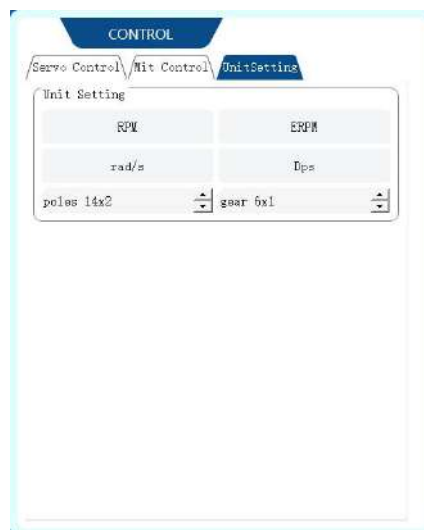 CONTROL
Servo Control Mit Control UnitSetting
Unit Setting
RPM ERPM
rad/s Dps
poles 14x2 gear 6x1